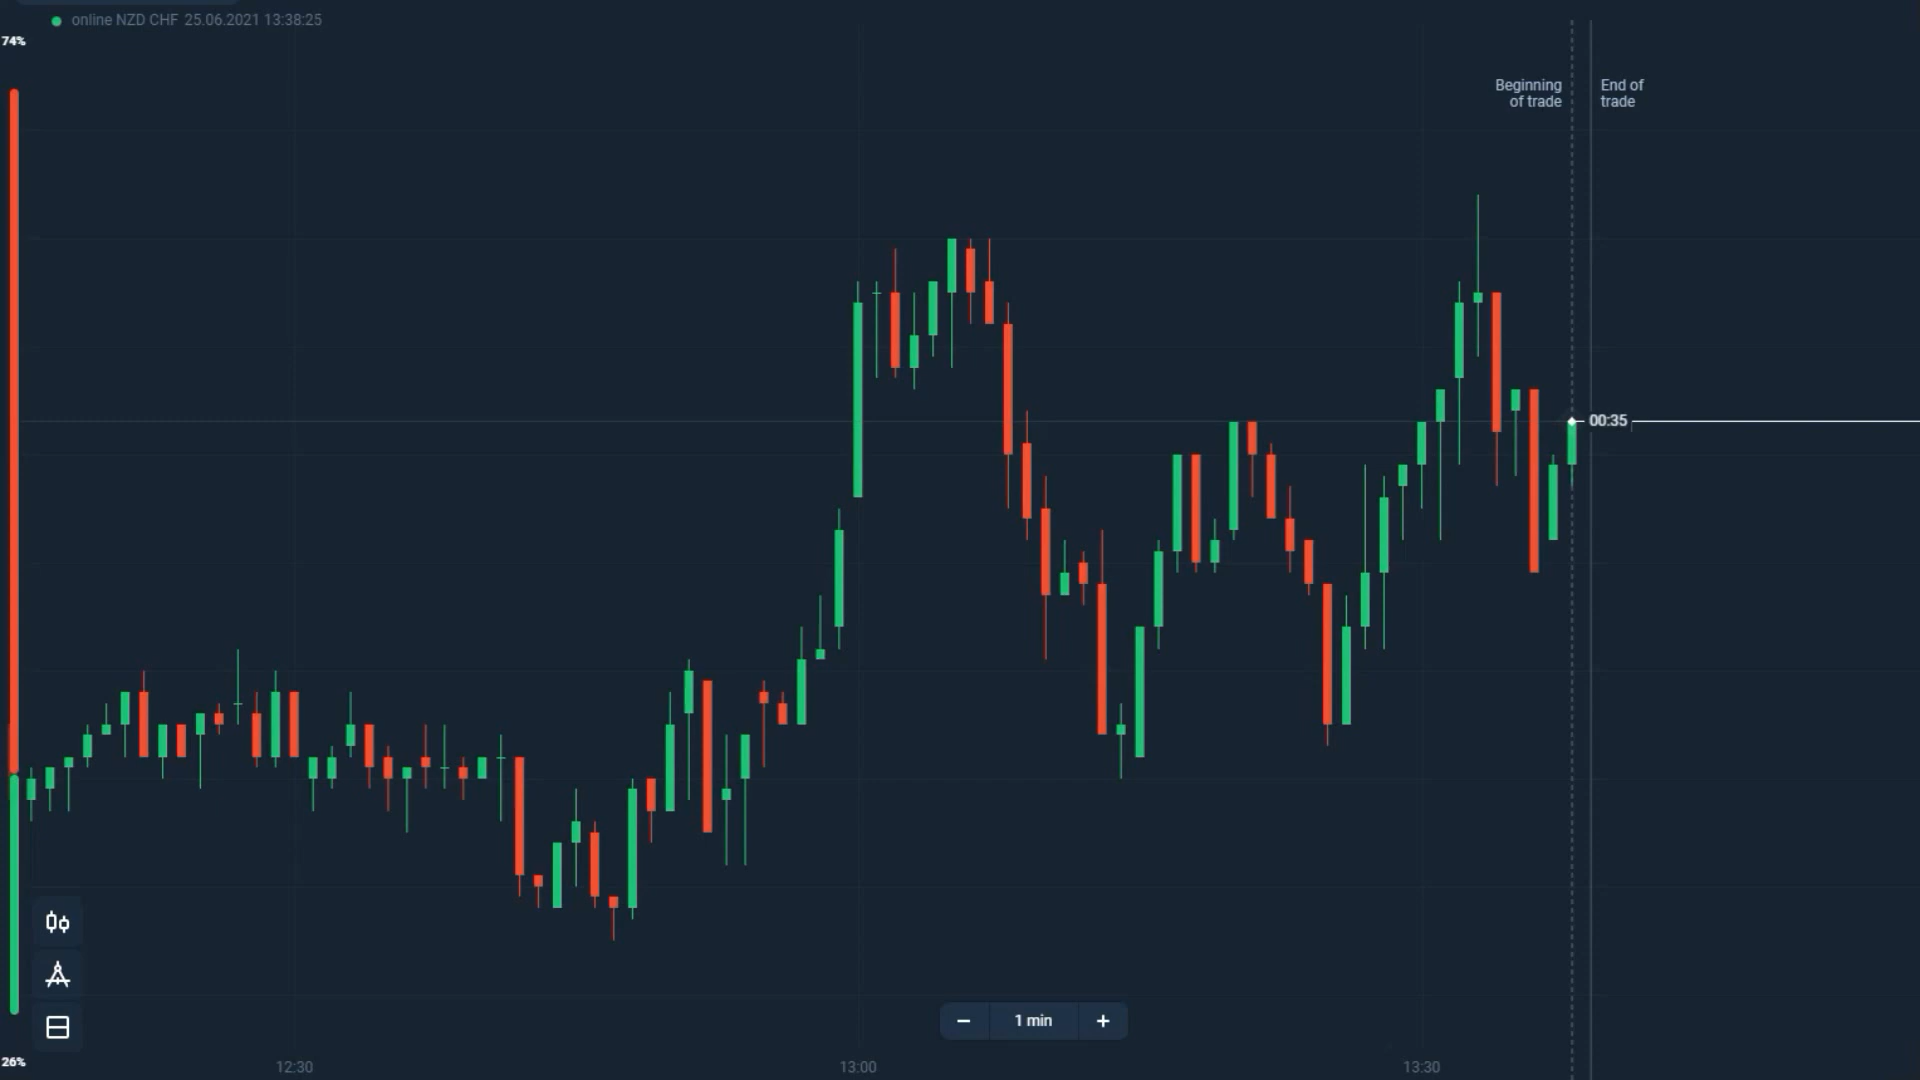 online NZD CHF 25.06.2021 13:38:25
74%
Beginning
of trade
End of
trade
00:35
1 min
26%
12:30
13:00
13:30